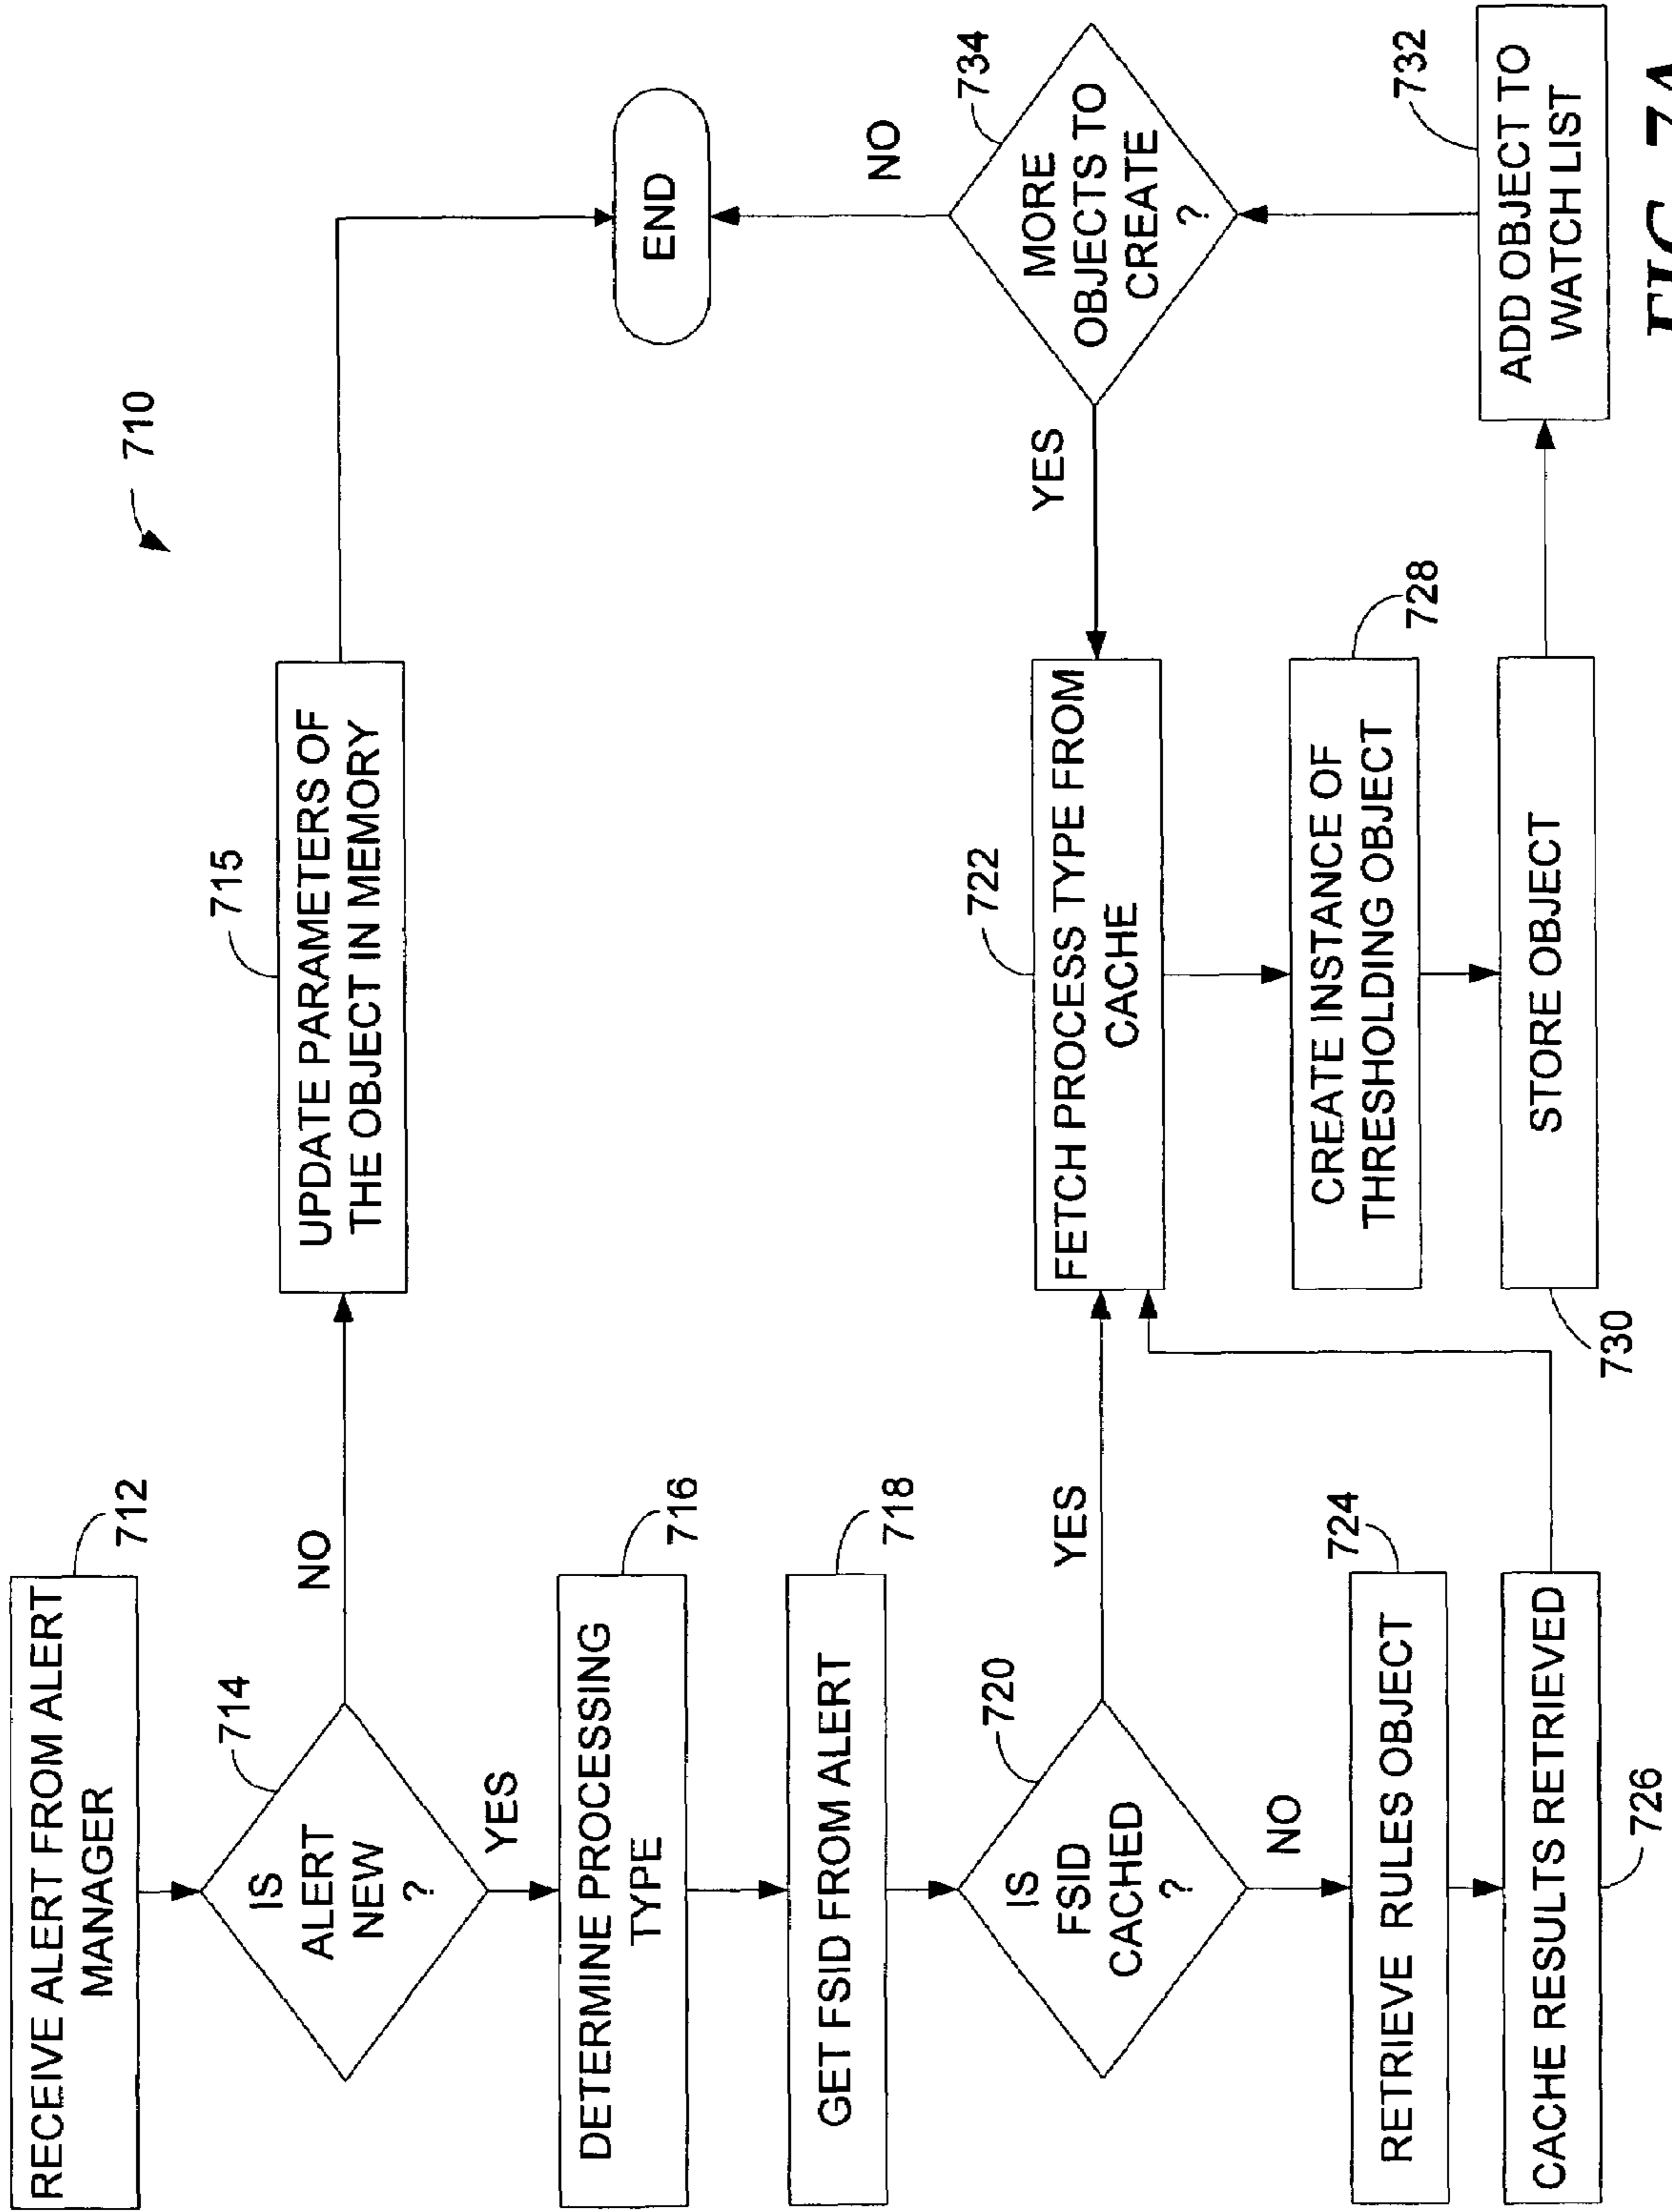 710
RECEIVE ALERT FROM ALERT
MANAGER
712
IS
ALERT
NEW
?
714
NO
YES
UPDATE PARAMETERS OF
THE OBJECT IN MEMORY
715
END
DETERMINE PROCESSING
TYPE
716
GET FSID FROM ALERT
718
IS
FSID
CACHED
?
720
YES
NO
FETCH PROCESS TYPE FROM
CACHE
722
RETRIEVE RULES OBJECT
724
CACHE RESULTS RETRIEVED
726
CREATE INSTANCE OF
THRESHOLDING OBJECT
728
STORE OBJECT
730
ADD OBJECT TO
WATCH LIST
732
MORE
OBJECTS TO
CREATE
?
734
YES
NO
FIG. 7A